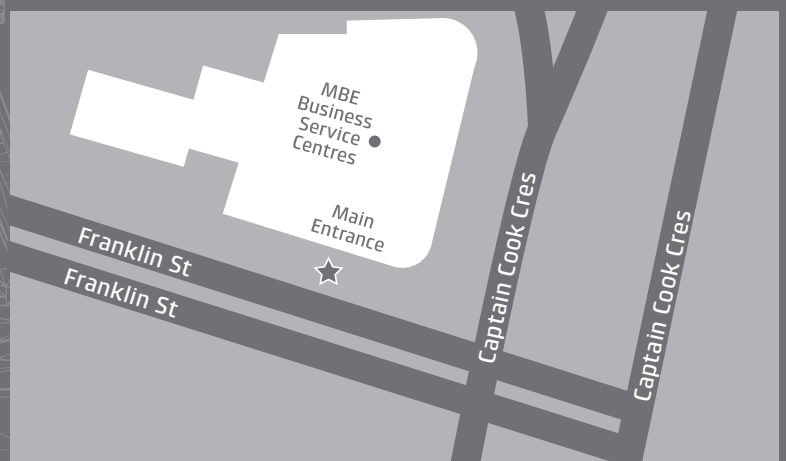 MBE
Business
Service
Centres
Main
Entrance
Franklin St
Franklin St
Captain Cook Cres
Captain Cook Cres